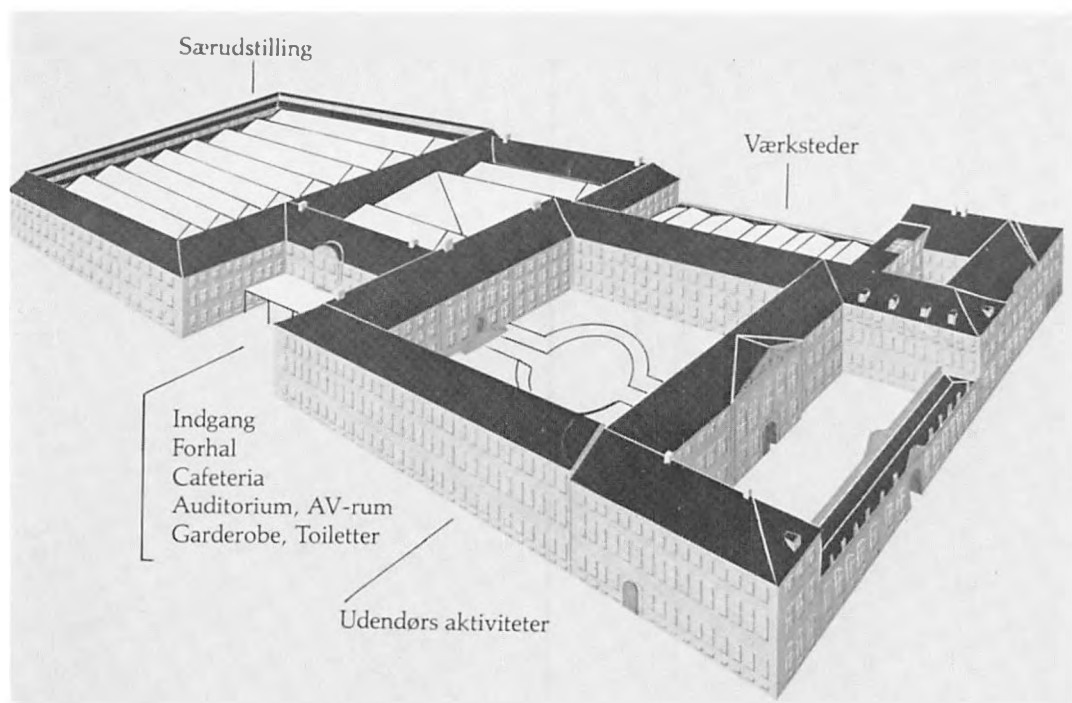 Særudstilling
Værksteder
Indgang
Forhal
Cafeteria
Auditorium, AV-rum
Garderobe, Toiletter
Udendørs aktiviteter